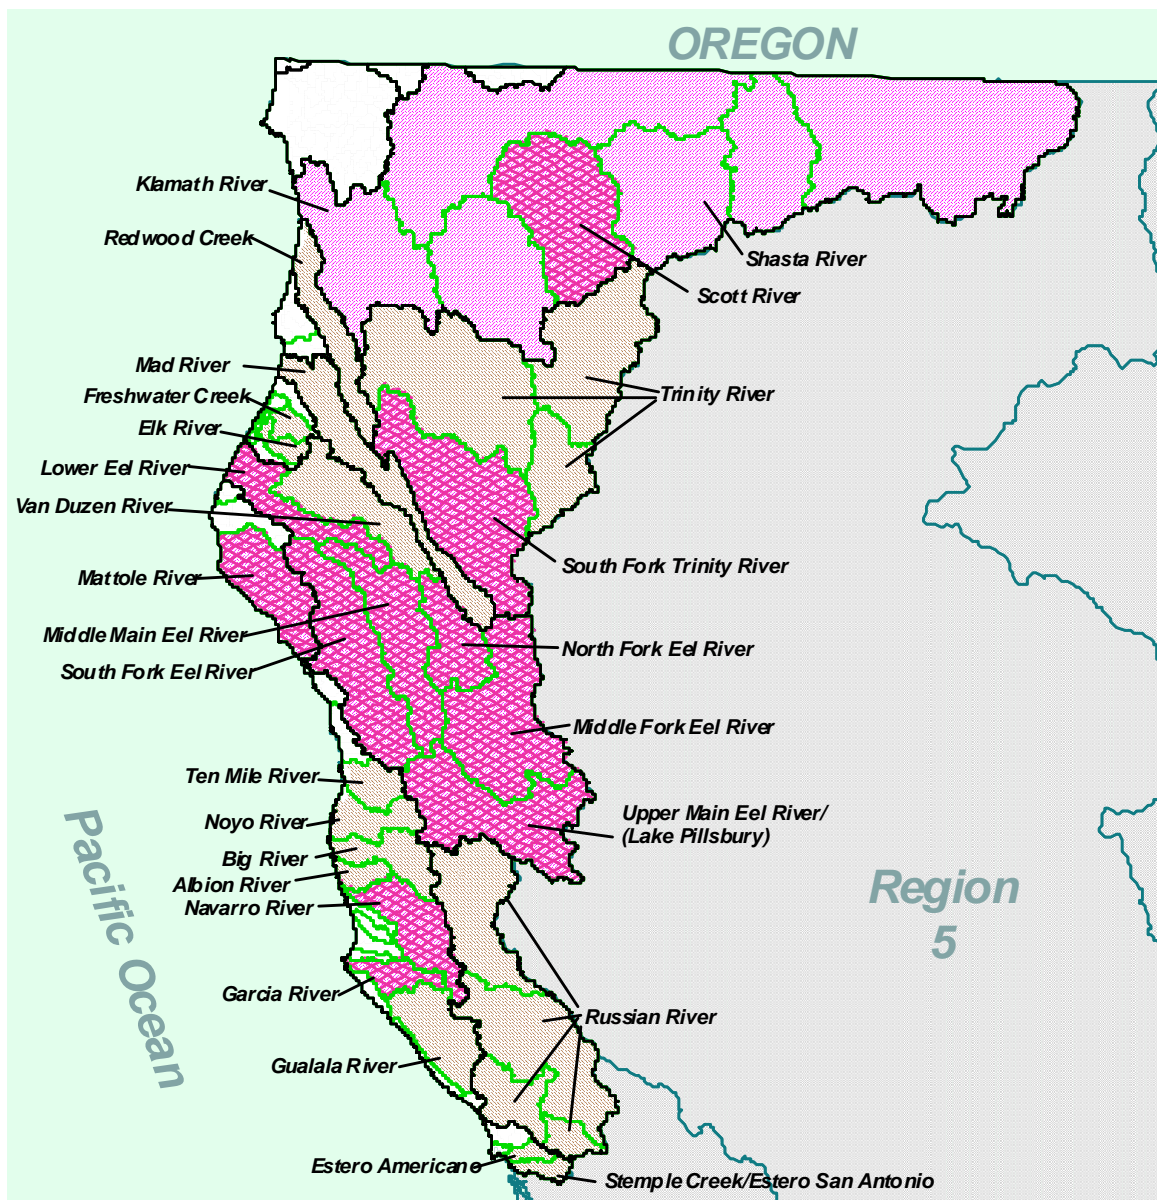 OREGON
Klamath River
Redwood Creek
Shasta River
Scott River
Mad River
Freshwater Creek
Elk River
Lower Eel River
Van Duzen River
Trinity River
South Fork Trinity River
Mattole River
Middle Main Eel River
South Fork Eel River
North Fork Eel River
Middle Fork Eel River
Ten Mile River
Noyo River
Big River
Albion River
Navarro River
Upper Main Eel River/
(Lake Pillsbury)
Pacific Ocean
Region
5
Garcia River
Russian River
Gualala River
Estero Americano
Stemple Creek/Estero San Antonio